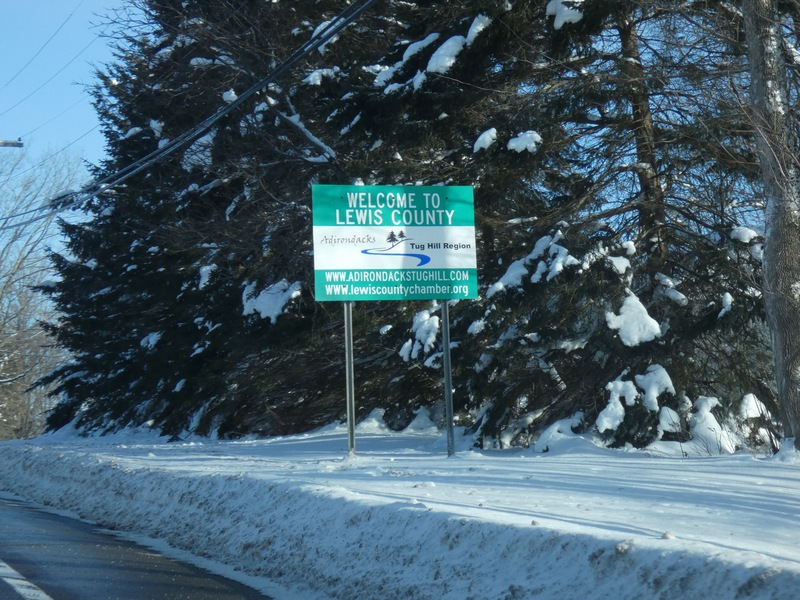 WELCOME TO
LEWIS COUNTY
Adirondacks
Tug Hill Region
WWW.ADIRONDACKSTUGHILL.COM
WWW.lewiscountychamber.org